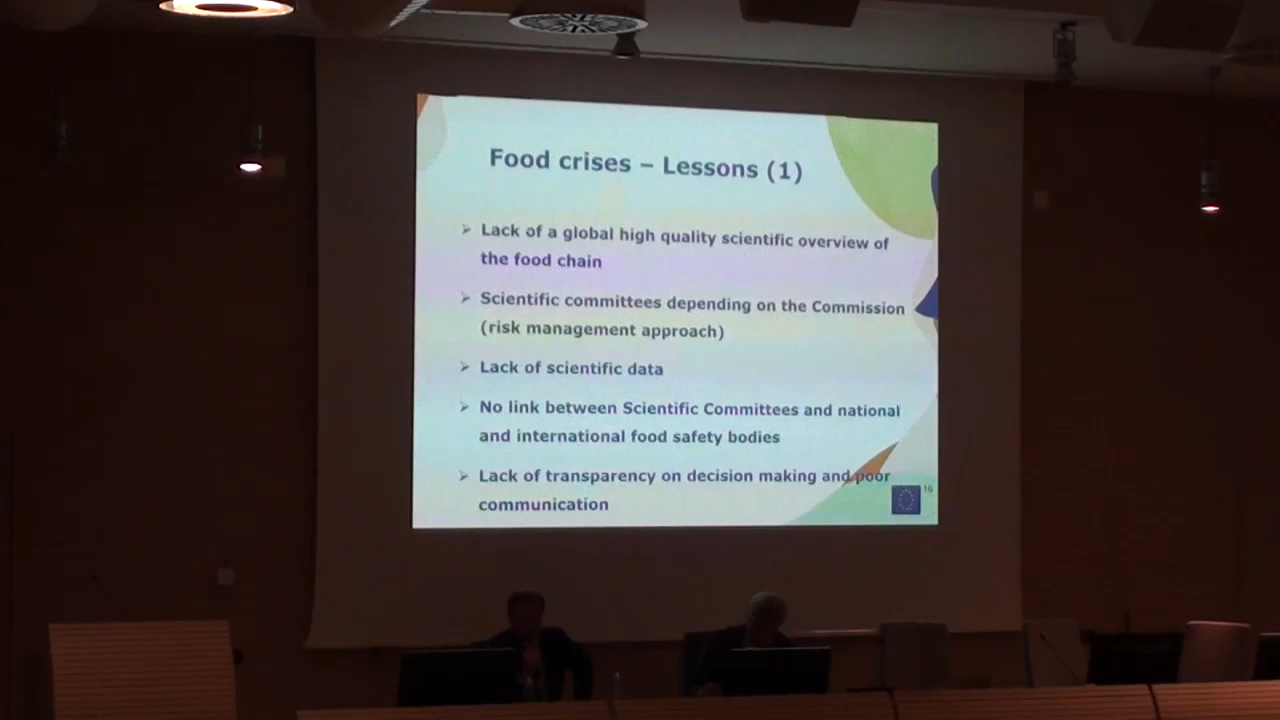 Food crises – Lessons (1)
➢ Lack of a global high quality scientific overview of
the food chain
➢ Scientific committees depending on the Commission
(risk management approach)
➢ Lack of scientific data
➢ No link between Scientific Committees and national
and international food safety bodies
➢ Lack of transparency on decision making and poor
communication
16